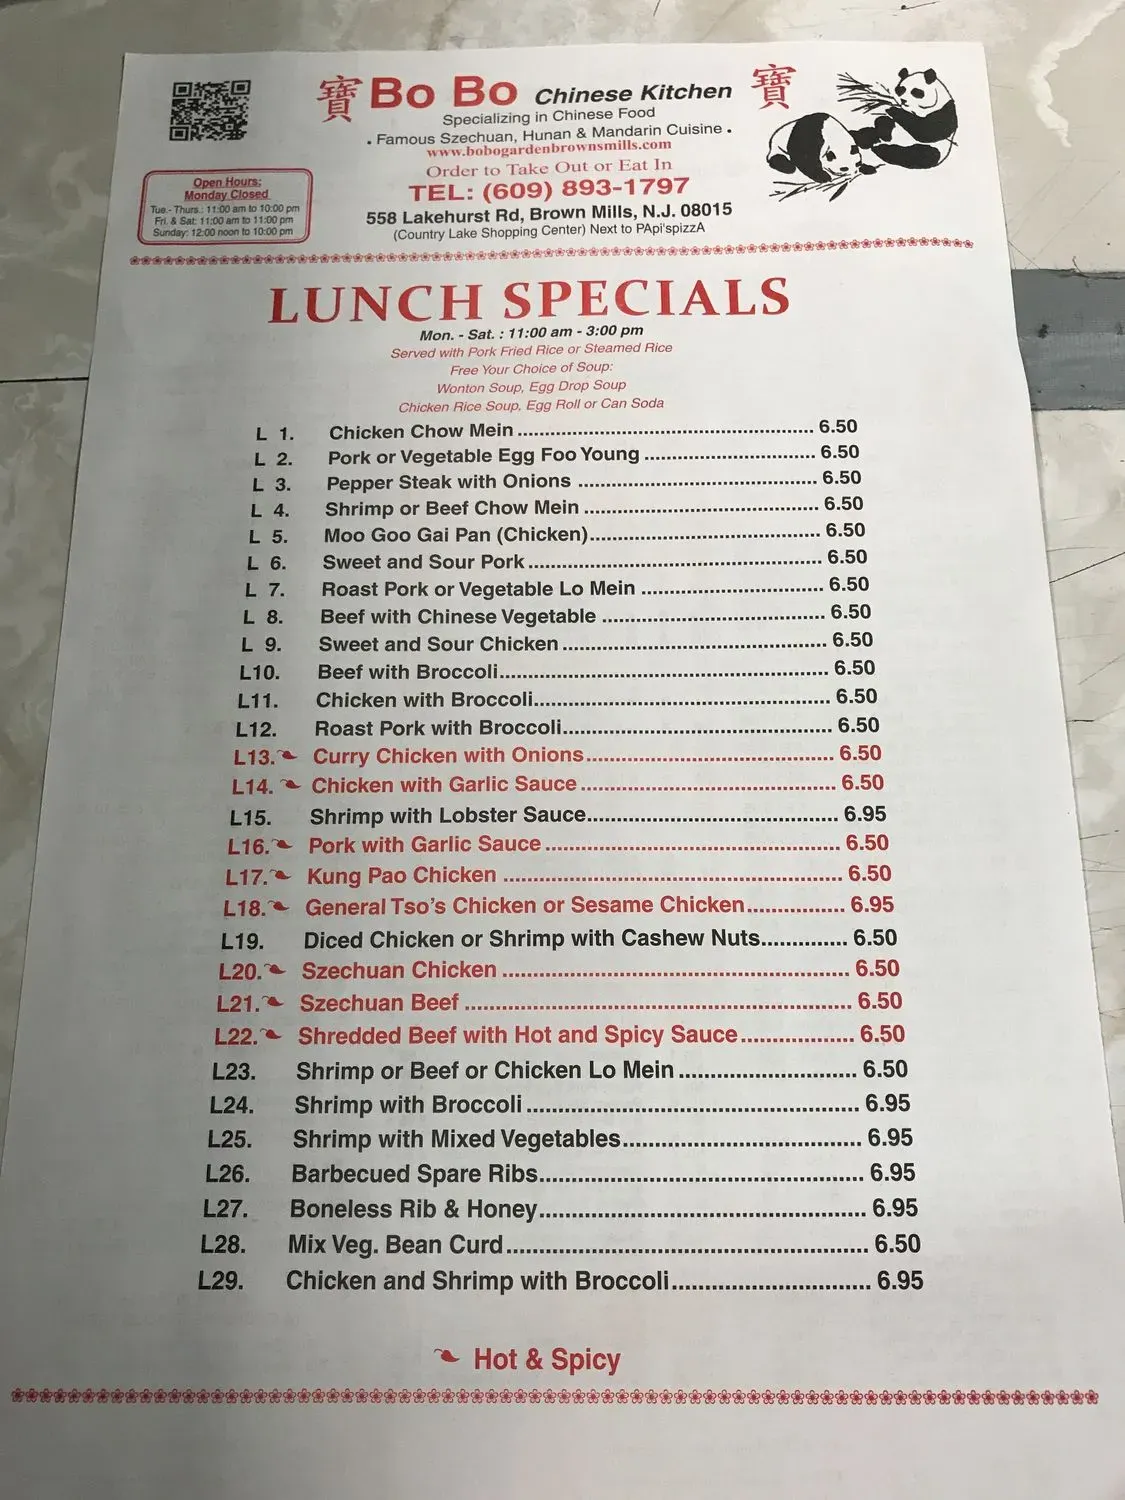 寶 Bo Bo Chinese Kitchen 寶
Specializing in Chinese Food
• Famous Szechuan, Hunan & Mandarin Cuisine •
www.bobogardenbrownsmills.com
Order to Take Out or Eat In
TEL: (609) 893-1797
558 Lakehurst Rd, Brown Mills, N.J. 08015
(Country Lake Shopping Center) Next to PApi'spizzA
Open Hours:
Monday Closed
Tue.- Thurs.: 11:00 am to 10:00 pm
Fri. & Sat: 11:00 am to 11:00 pm
Sunday: 12:00 noon to 10:00 pm
LUNCH SPECIALS
Mon. - Sat. : 11:00 am - 3:00 pm
Served with Pork Fried Rice or Steamed Rice
Free Your Choice of Soup:
Wonton Soup, Egg Drop Soup
Chicken Rice Soup, Egg Roll or Can Soda
L 1. Chicken Chow Mein 6.50
L 2. Pork or Vegetable Egg Foo Young 6.50
L 3. Pepper Steak with Onions 6.50
L 4. Shrimp or Beef Chow Mein 6.50
L 5. Moo Goo Gai Pan (Chicken) 6.50
L 6. Sweet and Sour Pork 6.50
L 7. Roast Pork or Vegetable Lo Mein 6.50
L 8. Beef with Chinese Vegetable 6.50
L 9. Sweet and Sour Chicken 6.50
L10. Beef with Broccoli 6.50
L11. Chicken with Broccoli 6.50
L12. Roast Pork with Broccoli 6.50
L13. Curry Chicken with Onions 6.50
L14. Chicken with Garlic Sauce 6.50
L15. Shrimp with Lobster Sauce 6.95
L16. Pork with Garlic Sauce 6.50
L17. Kung Pao Chicken 6.50
L18. General Tso's Chicken or Sesame Chicken 6.95
L19. Diced Chicken or Shrimp with Cashew Nuts 6.50
L20. Szechuan Chicken 6.50
L21. Szechuan Beef 6.50
L22. Shredded Beef with Hot and Spicy Sauce 6.50
L23. Shrimp or Beef or Chicken Lo Mein 6.50
L24. Shrimp with Broccoli 6.95
L25. Shrimp with Mixed Vegetables 6.95
L26. Barbecued Spare Ribs 6.95
L27. Boneless Rib & Honey 6.95
L28. Mix Veg. Bean Curd 6.50
L29. Chicken and Shrimp with Broccoli 6.95
Hot & Spicy